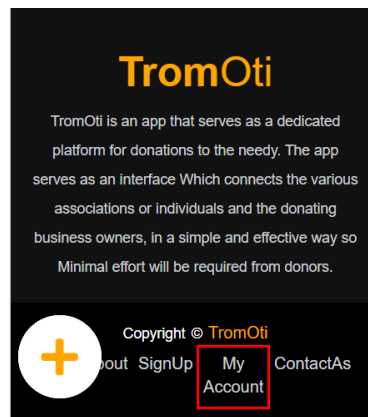 TromOti
TromOti is an app that serves as a dedicated
platform for donations to the needy. The app
serves as an interface Which connects the various
associations or individuals and the donating
business owners, in a simple and effective way so
Minimal effort will be required from donors.
Copyright © TromOti
out SignUp My ContactAs
Account